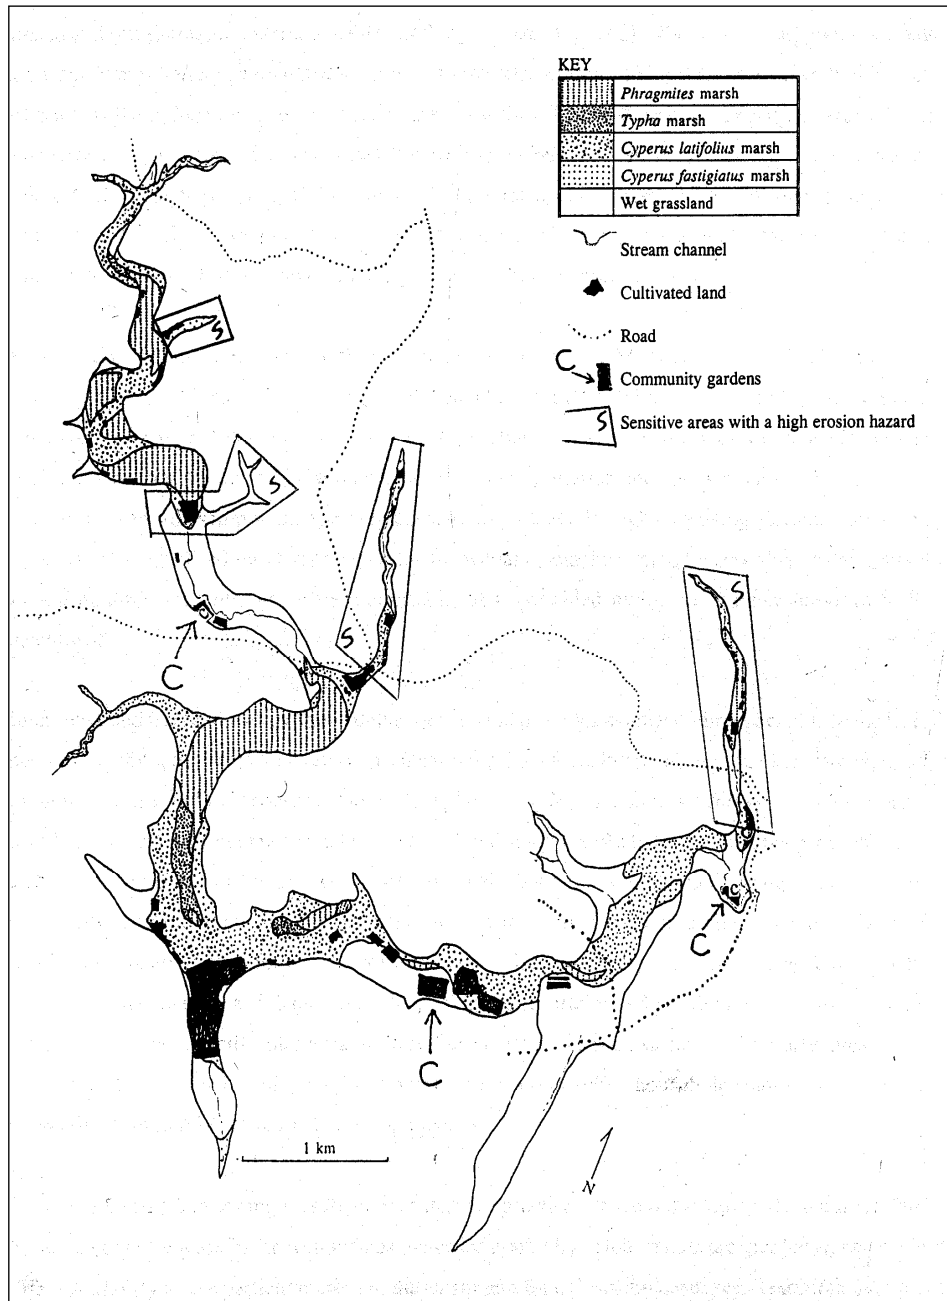 KEY
Phragmites marsh
Typha marsh
Cyperus latifolius marsh
Cyperus fastigiatus marsh
Wet grassland
Stream channel
Cultivated land
Road
C
Community gardens
S
Sensitive areas with a high erosion hazard
S
S
S
S
C
C
C
C
C
C
C
1 km
N